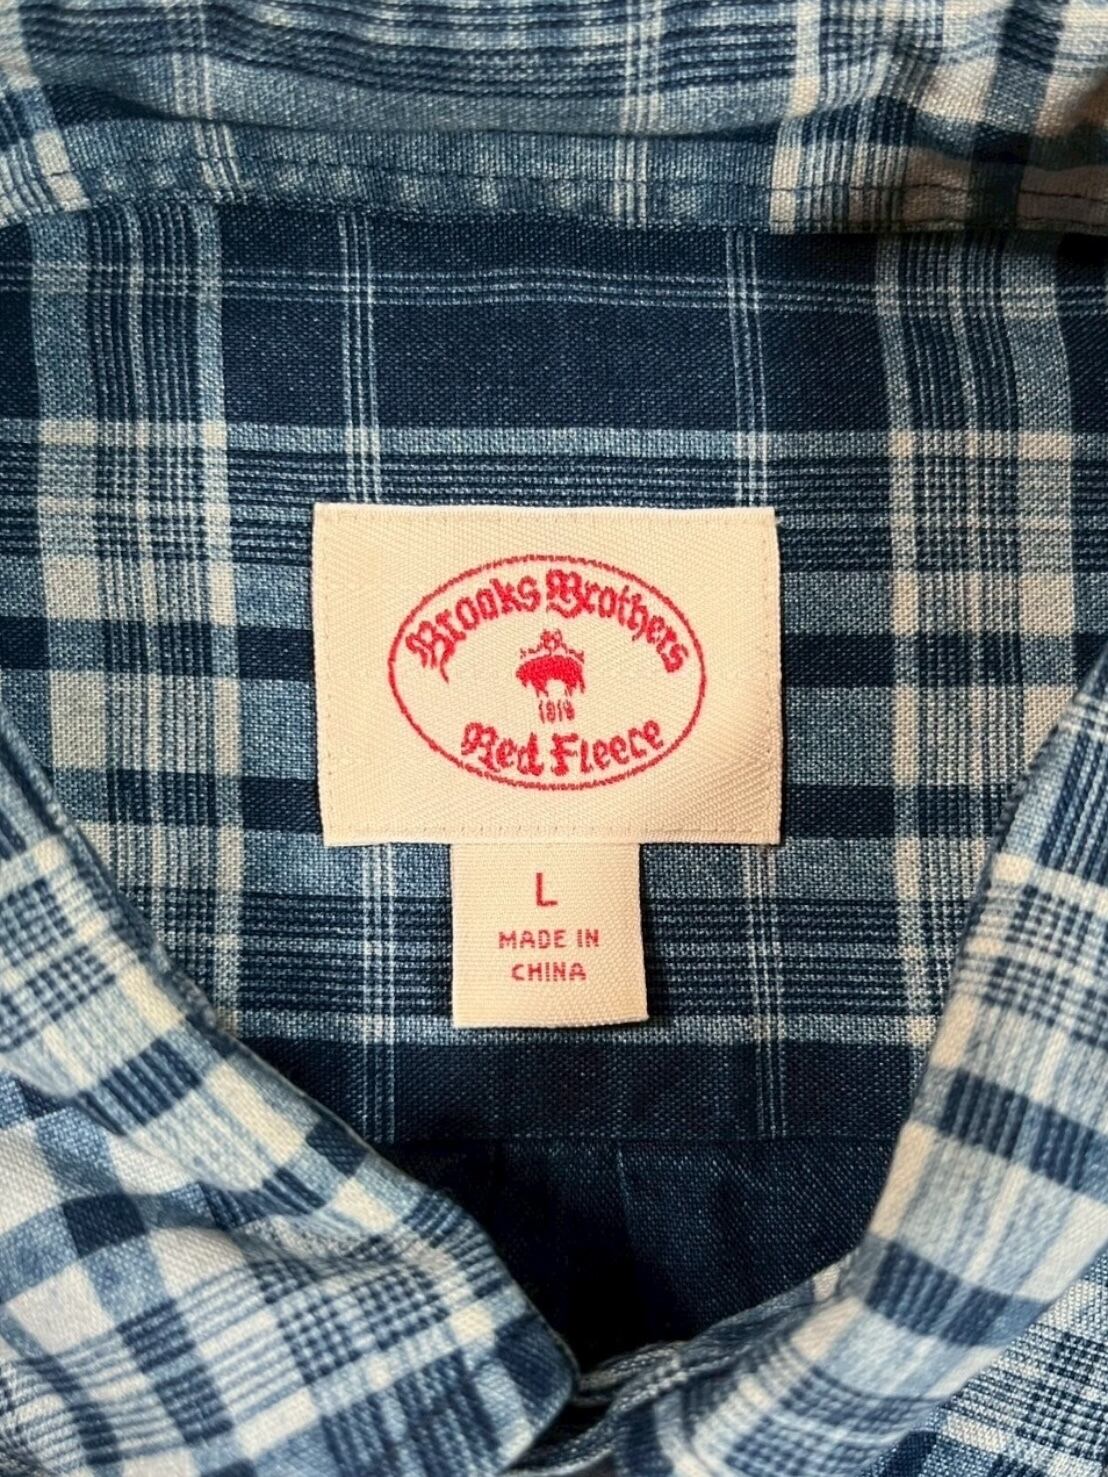 Brooks Brothers
1818
Red Fleece
L
MADE IN
CHINA